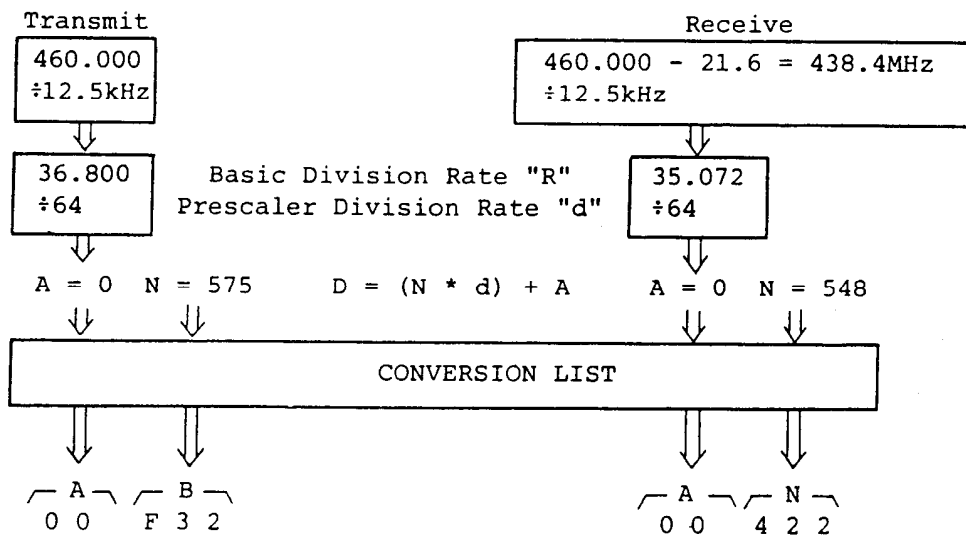 Transmit Receive
460.000 460.000 - 21.6 = 438.4MHz
÷12.5kHz ÷12.5kHz
36.800 Basic Division Rate "R" 35.072
÷64 Prescaler Division Rate "d" ÷64
A = 0 N = 575 D = (N * d) + A A = 0 N = 548
CONVERSION LIST
A B A N
0 0 F 3 2 0 0 4 2 2